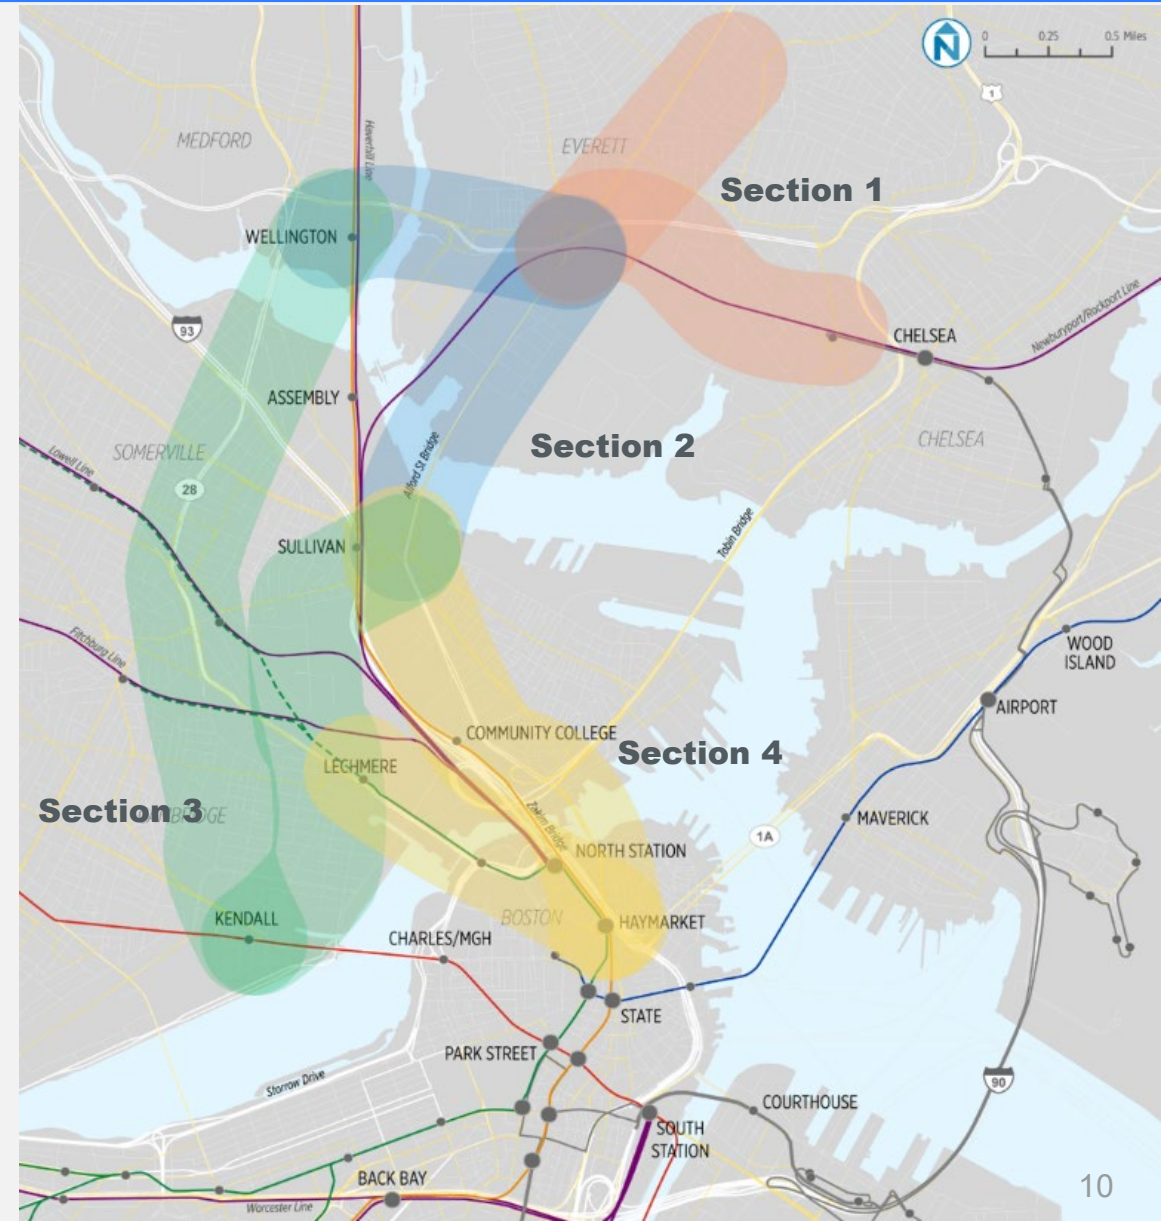 N
0 0.25 0.5 Miles
1
MEDFORD
Haverhill Line
EVERETT
Section 1
WELLINGTON
93
Newburyport/Rockport Line
CHELSEA
ASSEMBLY
SOMERVILLE
Lowell Line
28
Alford St Bridge
Section 2
CHELSEA
Tobin Bridge
SULLIVAN
Fitchburg Line
WOOD
ISLAND
AIRPORT
COMMUNITY COLLEGE
Section 4
LECHMERE
Section 3
CAMBRIDGE
Zakim Bridge
1A
MAVERICK
NORTH STATION
KENDALL
BOSTON
HAYMARKET
CHARLES/MGH
STATE
PARK STREET
Storrow Drive
90
COURTHOUSE
SOUTH
STATION
BACK BAY
Worcester Line
10